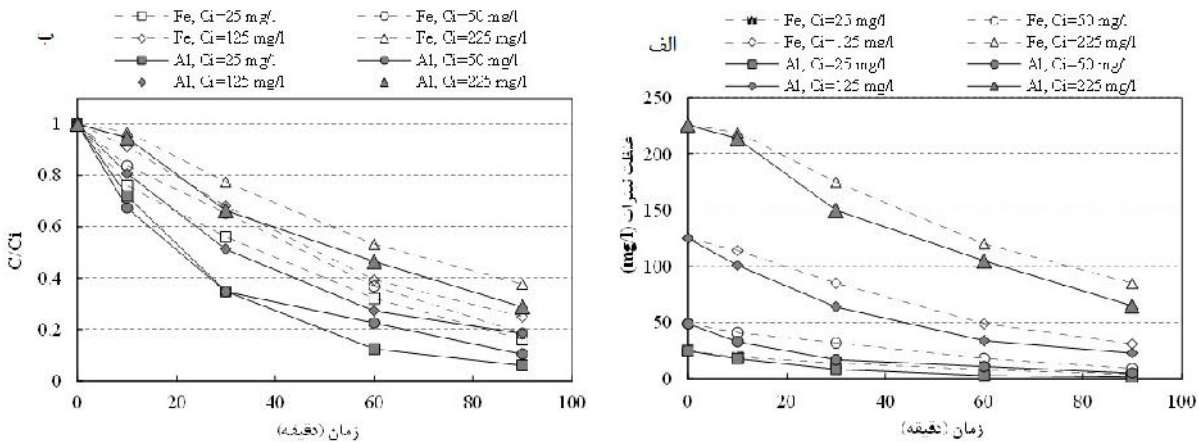 ب-
Fe, Ci=25 mg/l Fe, Ci=50 mg/l
Fe, Ci=125 mg/l Fe, Ci=225 mg/l
Al, Ci=25 mg/l Al, Ci=50 mg/l
Al, Ci=125 mg/l Al, Ci=225 mg/l
C/Ci
1
0.8
0.6
0.4
0.2
0
0 20 40 60 80 100
زمان (دقیقه)
الف
Fe, Ci=25 mg/l Fe, Ci=50 mg/l
Fe, Ci=125 mg/l Fe, Ci=225 mg/l
Al, Ci=25 mg/l Al, Ci=50 mg/l
Al, Ci=125 mg/l Al, Ci=225 mg/l
غلظت نیترات (mg/l)
250
200
150
100
50
0
0 20 40 60 80 100
زمان (دقیقه)